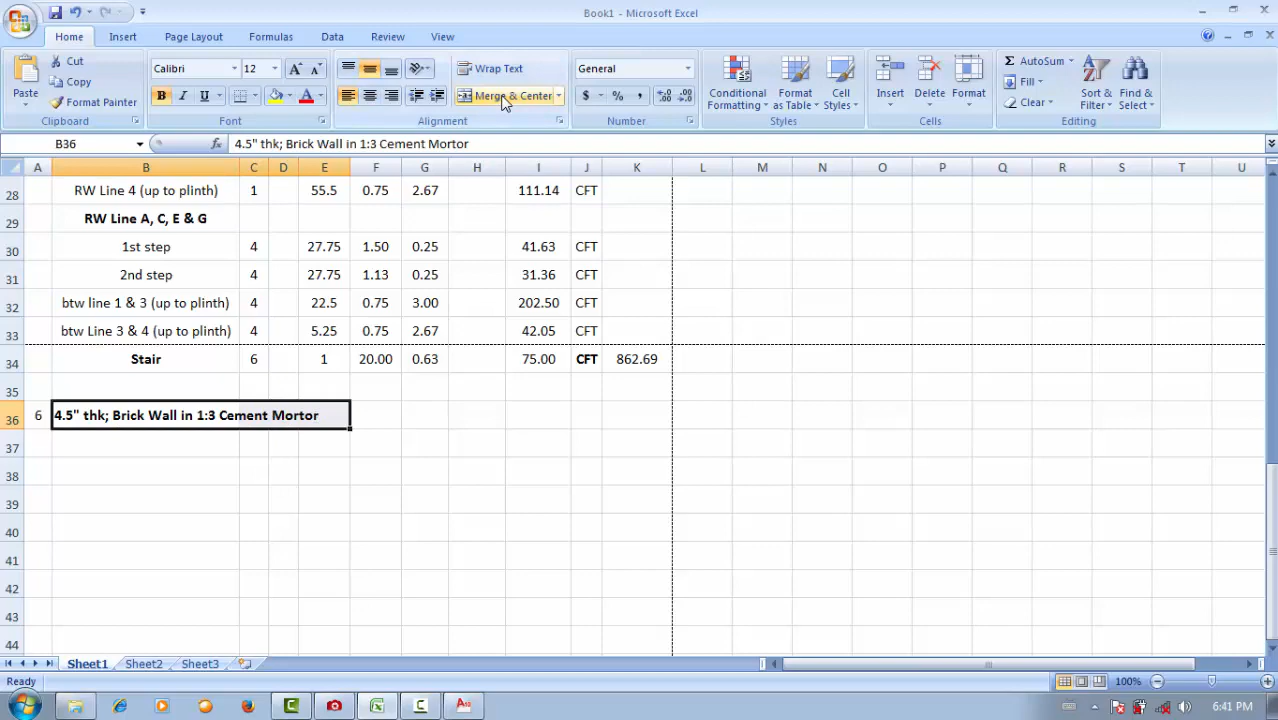 Book1 - Microsoft Excel
Home Insert Page Layout Formulas Data Review View
Paste Cut Copy Format Painter Clipboard
Calibri 12 Font
Wrap Text Merge & Center Alignment
General $ % , Number
Conditional Formatting Format as Table Cell Styles Styles
Insert Delete Format Cells
Σ AutoSum Fill Clear Sort & Filter Find & Select Editing
B36 fx 4.5" thk; Brick Wall in 1:3 Cement Mortor
A B C D E F G H I J K L M N O P Q R S T U
28 RW Line 4 (up to plinth) 1 55.5 0.75 2.67 111.14 CFT
29 RW Line A, C, E & G
30 1st step 4 27.75 1.50 0.25 41.63 CFT
31 2nd step 4 27.75 1.13 0.25 31.36 CFT
32 btw line 1 & 3 (up to plinth) 4 22.5 0.75 3.00 202.50 CFT
33 btw Line 3 & 4 (up to plinth) 4 5.25 0.75 2.67 42.05 CFT
34 Stair 6 1 20.00 0.63 75.00 CFT 862.69
35
36 6 4.5" thk; Brick Wall in 1:3 Cement Mortor
37
38
39
40
41
42
43
44
Sheet1 Sheet2 Sheet3
Ready 100%
6:41 PM